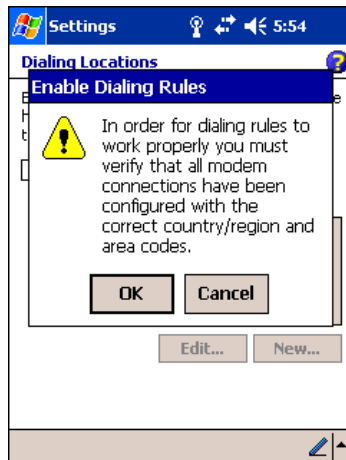 Settings 5:54
Dialing Locations
Enable Dialing Rules
In order for dialing rules to
work properly you must
verify that all modem
connections have been
configured with the
correct country/region and
area codes.
OK Cancel
Edit... New...